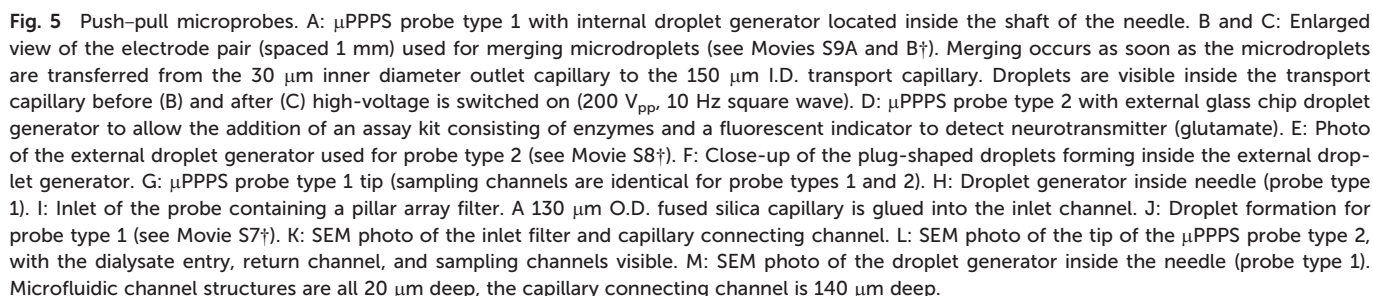 Fig. 5 Push–pull microprobes. A: μPPPS probe type 1 with internal droplet generator located inside the shaft of the needle. B and C: Enlarged
view of the electrode pair (spaced 1 mm) used for merging microdroplets (see Movies S9A and B†). Merging occurs as soon as the microdroplets
are transferred from the 30 μm inner diameter outlet capillary to the 150 μm I.D. transport capillary. Droplets are visible inside the transport
capillary before (B) and after (C) high-voltage is switched on (200 Vpp, 10 Hz square wave). D: μPPPS probe type 2 with external glass chip droplet
generator to allow the addition of an assay kit consisting of enzymes and a fluorescent indicator to detect neurotransmitter (glutamate). E: Photo
of the external droplet generator used for probe type 2 (see Movie S8†). F: Close-up of the plug-shaped droplets forming inside the external drop-
let generator. G: μPPPS probe type 1 tip (sampling channels are identical for probe types 1 and 2). H: Droplet generator inside needle (probe type
1). I: Inlet of the probe containing a pillar array filter. A 130 μm O.D. fused silica capillary is glued into the inlet channel. J: Droplet formation for
probe type 1 (see Movie S7†). K: SEM photo of the inlet filter and capillary connecting channel. L: SEM photo of the tip of the μPPPS probe type 2,
with the dialysate entry, return channel, and sampling channels visible. M: SEM photo of the droplet generator inside the needle (probe type 1).
Microfluidic channel structures are all 20 μm deep, the capillary connecting channel is 140 μm deep.